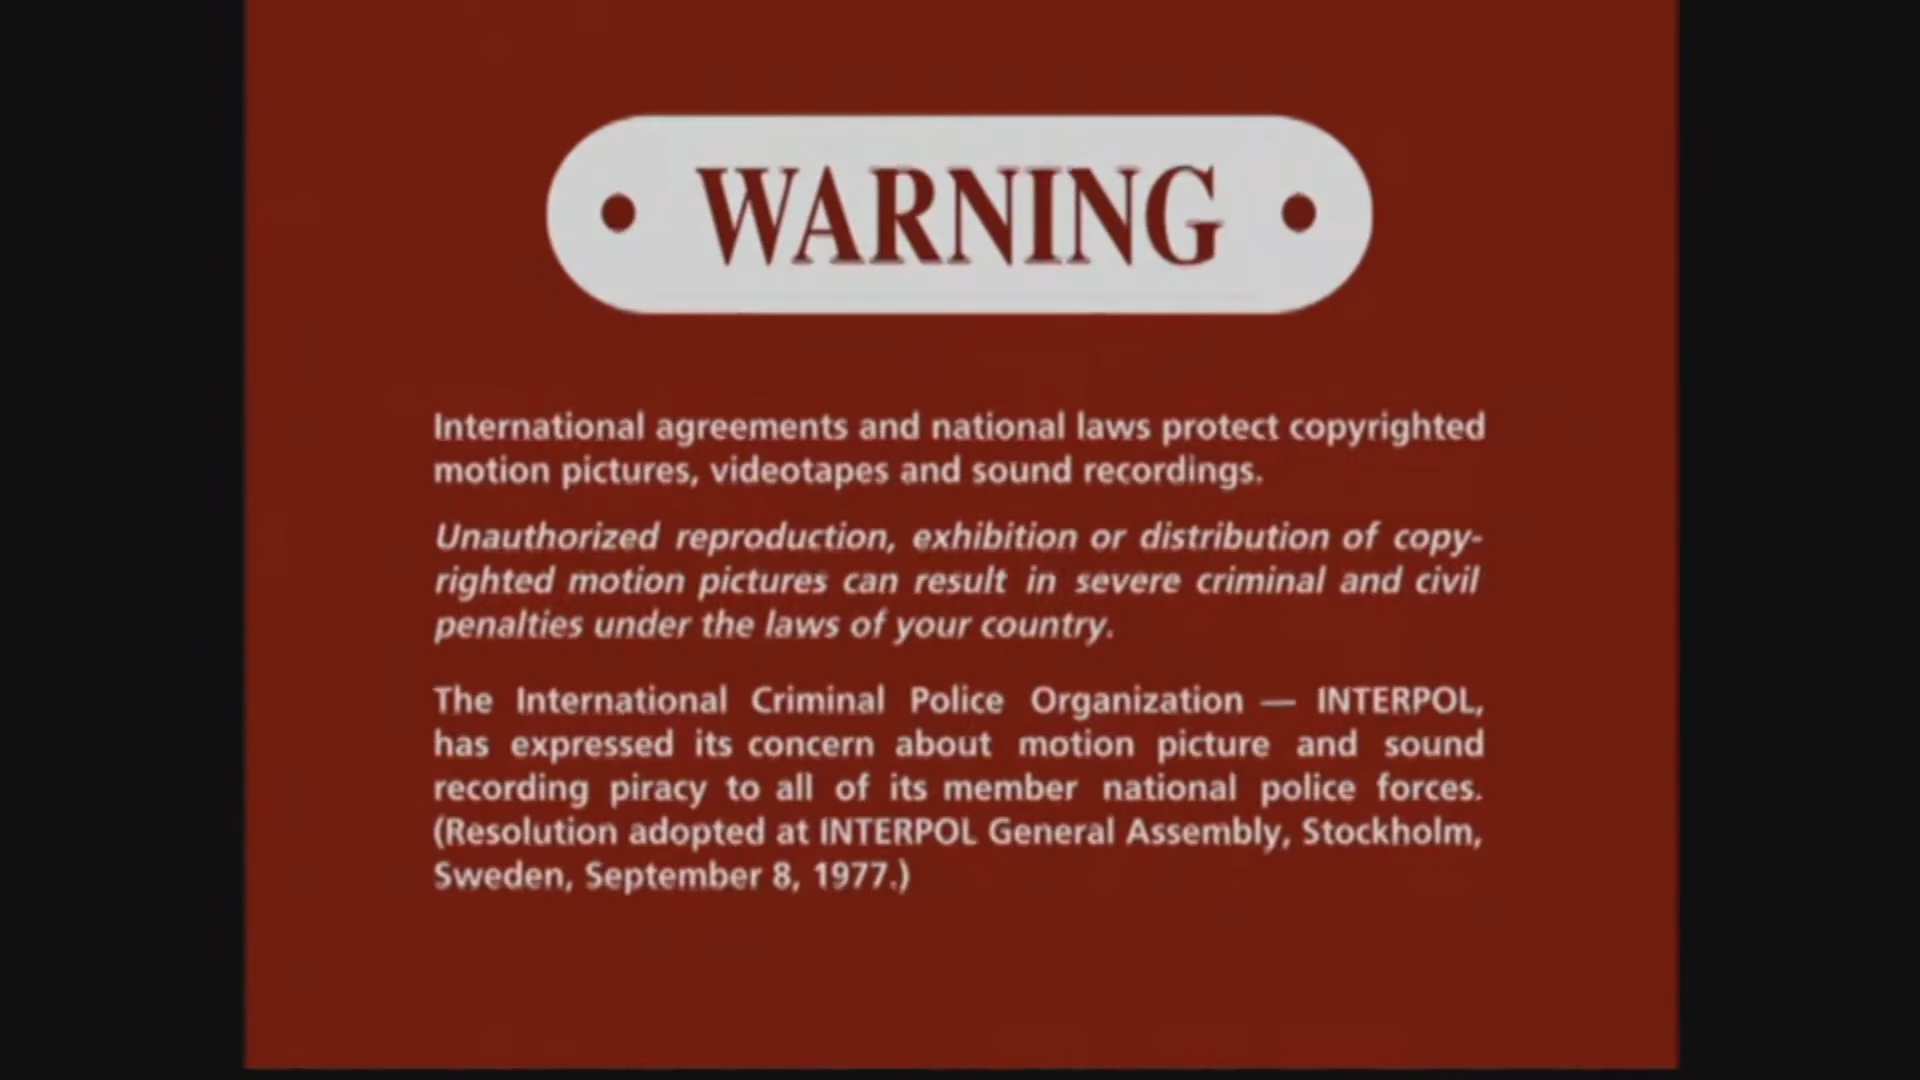 • WARNING •
International agreements and national laws protect copyrighted
motion pictures, videotapes and sound recordings.
Unauthorized reproduction, exhibition or distribution of copy-
righted motion pictures can result in severe criminal and civil
penalties under the laws of your country.
The International Criminal Police Organization — INTERPOL,
has expressed its concern about motion picture and sound
recording piracy to all of its member national police forces.
(Resolution adopted at INTERPOL General Assembly, Stockholm,
Sweden, September 8, 1977.)